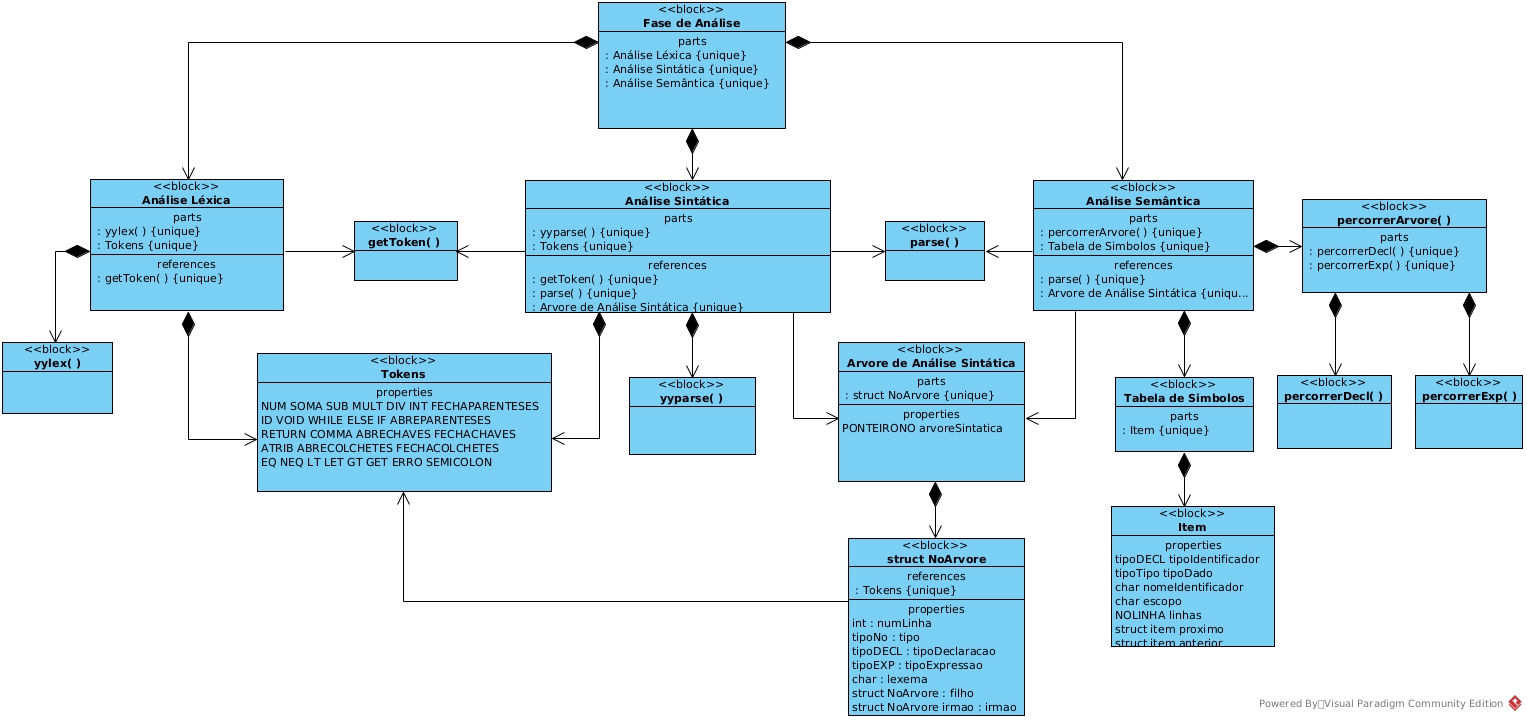 <<block>>
Fase de Análise
parts
: Análise Léxica {unique}
: Análise Sintática {unique}
: Análise Semântica {unique}
<<block>>
Análise Léxica
parts
: yylex( ) {unique}
: Tokens {unique}
references
: getToken( ) {unique}
<<block>>
getToken( )
<<block>>
Análise Sintática
parts
: yyparse( ) {unique}
: Tokens {unique}
references
: getToken( ) {unique}
: parse( ) {unique}
: Arvore de Análise Sintática {unique}
<<block>>
parse( )
<<block>>
Análise Semântica
parts
: percorrerArvore( ) {unique}
: Tabela de Simbolos {unique}
references
: parse( ) {unique}
: Arvore de Análise Sintática {uniqu...
<<block>>
percorrerArvore( )
parts
: percorrerDecl( ) {unique}
: percorrerExp( ) {unique}
<<block>>
yylex( )
<<block>>
Tokens
properties
NUM SOMA SUB MULT DIV INT FECHAPARENTESES
ID VOID WHILE ELSE IF ABREPARENTESES
RETURN COMMA ABRECHAVES FECHACHAVES
ATRIB ABRECOLCHETES FECHACOLCHETES
EQ NEQ LT LET GT GET ERRO SEMICOLON
<<block>>
yyparse( )
<<block>>
Arvore de Análise Sintática
parts
: struct NoArvore {unique}
properties
PONTEIRONO arvoreSintatica
<<block>>
Tabela de Simbolos
parts
: Item {unique}
<<block>>
percorrerDecl( )
<<block>>
percorrerExp( )
<<block>>
struct NoArvore
references
: Tokens {unique}
properties
int : numLinha
tipoNo : tipo
tipoDECL : tipoDeclaracao
tipoEXP : tipoExpressao
char : lexema
struct NoArvore : filho
struct NoArvore irmao : irmao
<<block>>
Item
properties
tipoDECL tipoIdentificador
tipoTipo tipoDado
char nomeIdentificador
char escopo
NOLINHA linhas
struct item proximo
struct item anterior
Powered By Visual Paradigm Community Edition